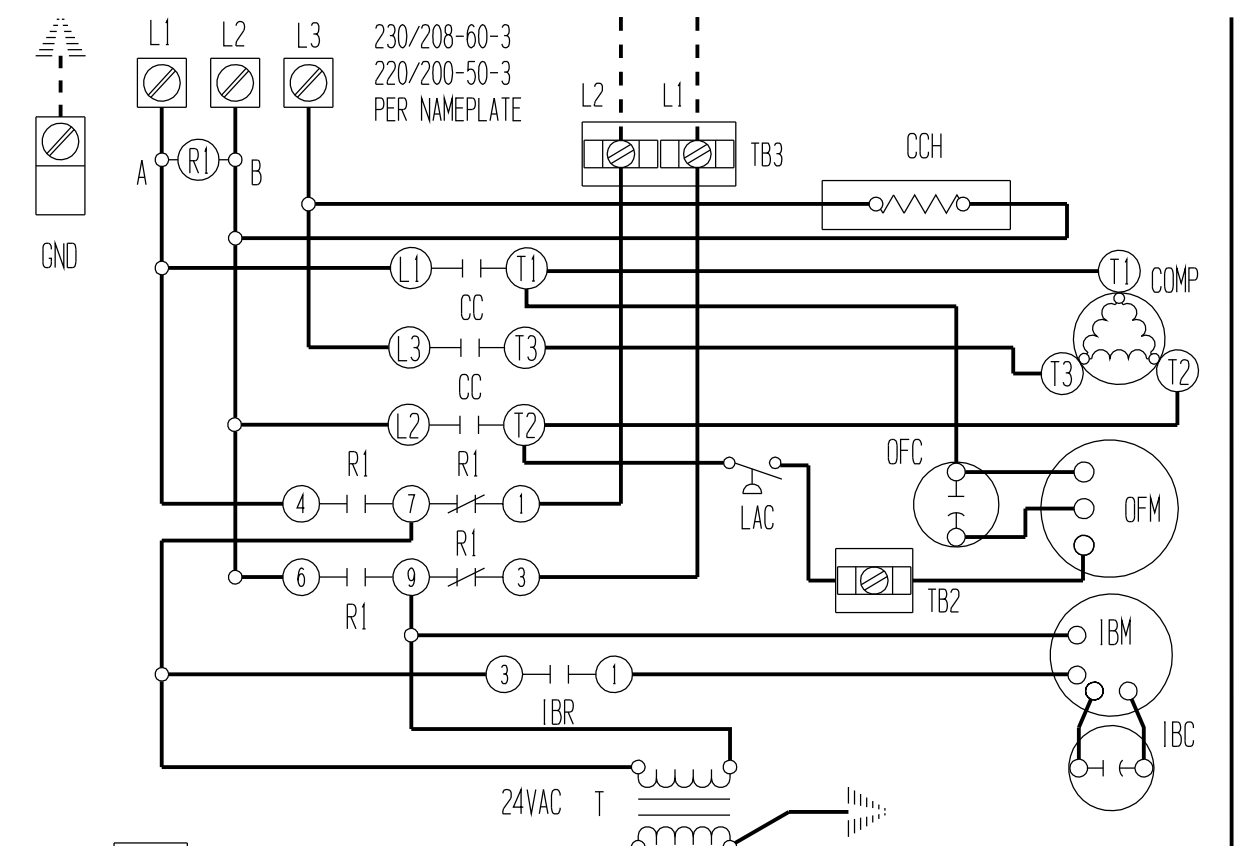 L1 L2 L3
230/208-60-3
220/200-50-3
PER NAMEPLATE
L2 L1
TB3
CCH
A R1 B
GND
L1 T1
CC
T1 COMP
L3 T3
CC
T3 T2
L2 T2
R1 R1
OFC
4 7 1
LAC
OFM
R1
6 9 3
R1
TB2
IBM
3 1
IBR
IBC
24VAC T